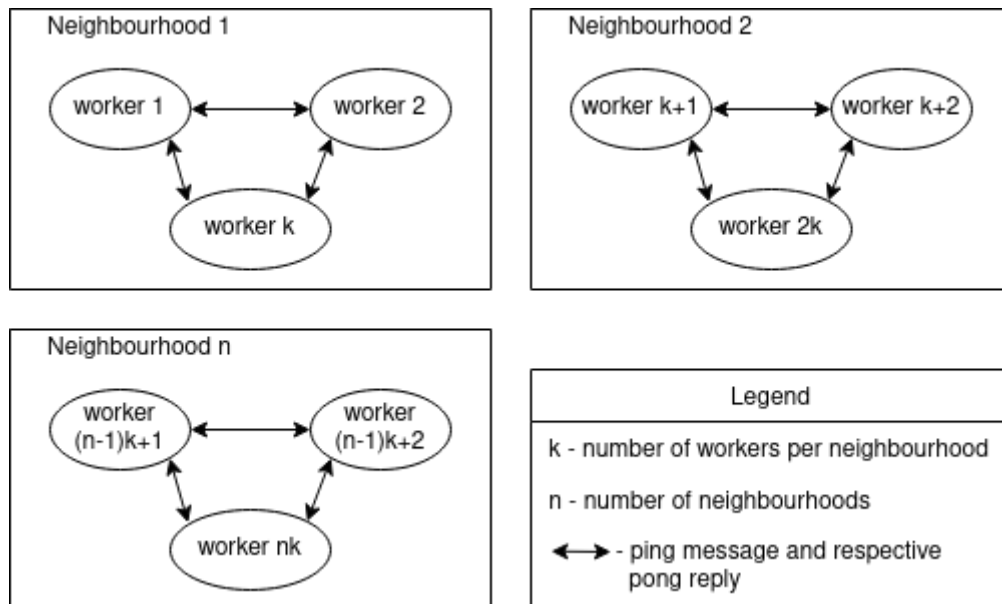 Neighbourhood 1
worker 1
worker 2
worker k
Neighbourhood 2
worker k+1
worker k+2
worker 2k
Neighbourhood n
worker
(n-1)k+1
worker
(n-1)k+2
worker nk
Legend
k - number of workers per neighbourhood
n - number of neighbourhoods
- ping message and respective
pong reply